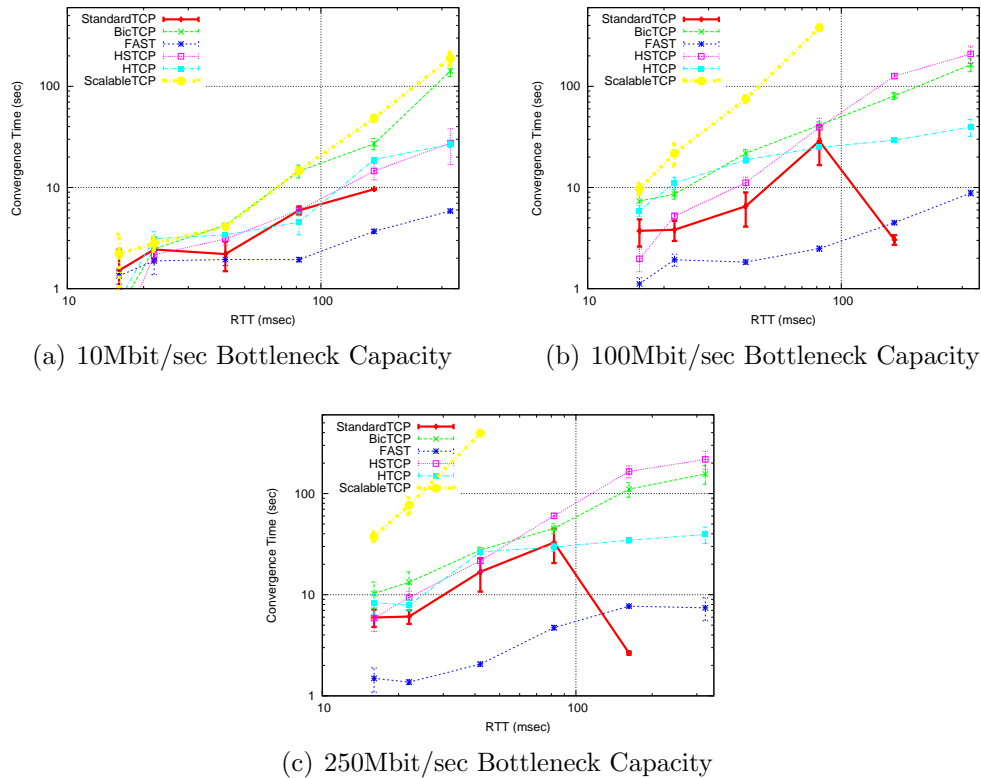 StandardTCP
BicTCP
FAST
HSTCP
HTCP
ScalableTCP
100
10
1
10
100
Convergence Time (sec)
RTT (msec)
(a) 10Mbit/sec Bottleneck Capacity
StandardTCP
BicTCP
FAST
HSTCP
HTCP
ScalableTCP
100
10
1
10
100
Convergence Time (sec)
RTT (msec)
(b) 100Mbit/sec Bottleneck Capacity
StandardTCP
BicTCP
FAST
HSTCP
HTCP
ScalableTCP
100
10
1
10
100
Convergence Time (sec)
RTT (msec)
(c) 250Mbit/sec Bottleneck Capacity